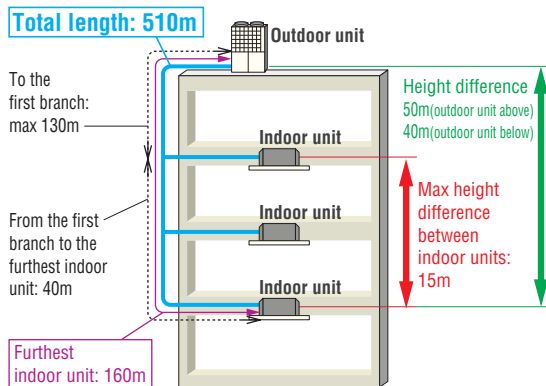 Total length: 510m
Outdoor unit
To the
first branch:
max 130m
Height difference
50m(outdoor unit above)
40m(outdoor unit below)
Indoor unit
Max height
difference
between
indoor units:
15m
From the first
branch to the
furthest indoor
unit: 40m
Indoor unit
Indoor unit
Furthest
indoor unit: 160m